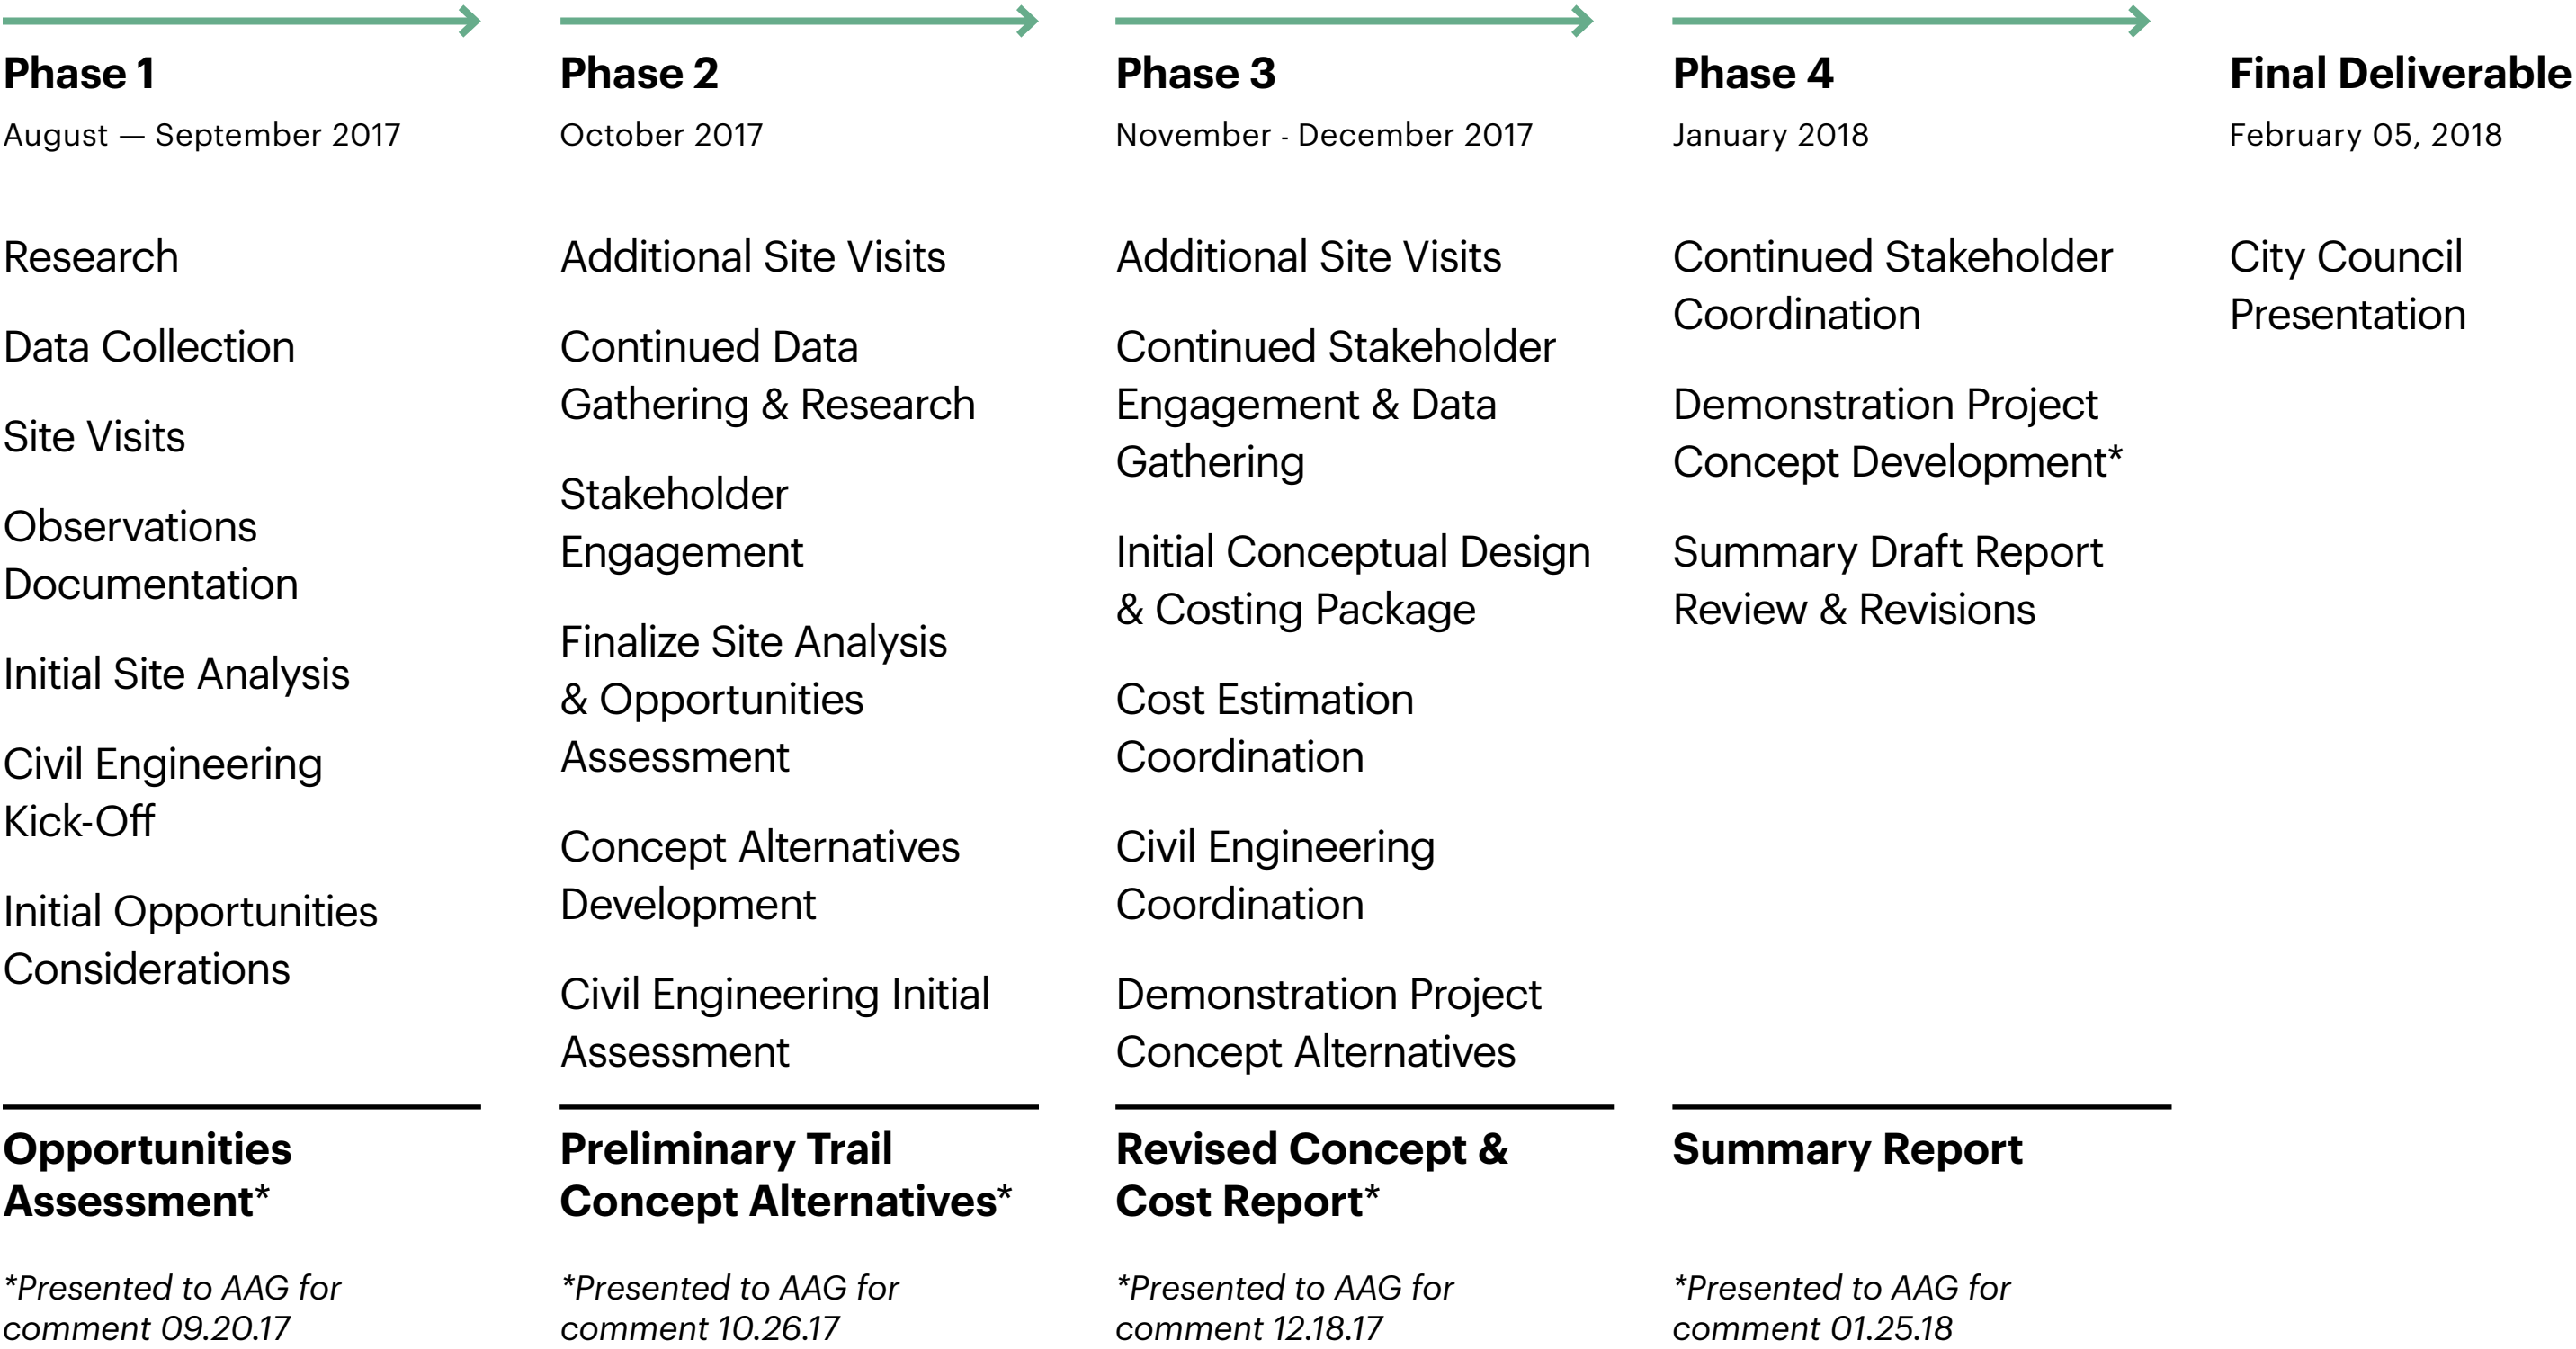 Phase 1
August — September 2017
Research
Data Collection
Site Visits
Observations
Documentation
Initial Site Analysis
Civil Engineering
Kick-Off
Initial Opportunities
Considerations
Opportunities
Assessment*
*Presented to AAG for
comment 09.20.17
Phase 2
October 2017
Additional Site Visits
Continued Data
Gathering & Research
Stakeholder
Engagement
Finalize Site Analysis
& Opportunities
Assessment
Concept Alternatives
Development
Civil Engineering Initial
Assessment
Preliminary Trail
Concept Alternatives*
*Presented to AAG for
comment 10.26.17
Phase 3
November - December 2017
Additional Site Visits
Continued Stakeholder
Engagement & Data
Gathering
Initial Conceptual Design
& Costing Package
Cost Estimation
Coordination
Civil Engineering
Coordination
Demonstration Project
Concept Alternatives
Revised Concept &
Cost Report*
*Presented to AAG for
comment 12.18.17
Phase 4
January 2018
Continued Stakeholder
Coordination
Demonstration Project
Concept Development*
Summary Draft Report
Review & Revisions
Summary Report
*Presented to AAG for
comment 01.25.18
Final Deliverable
February 05, 2018
City Council
Presentation